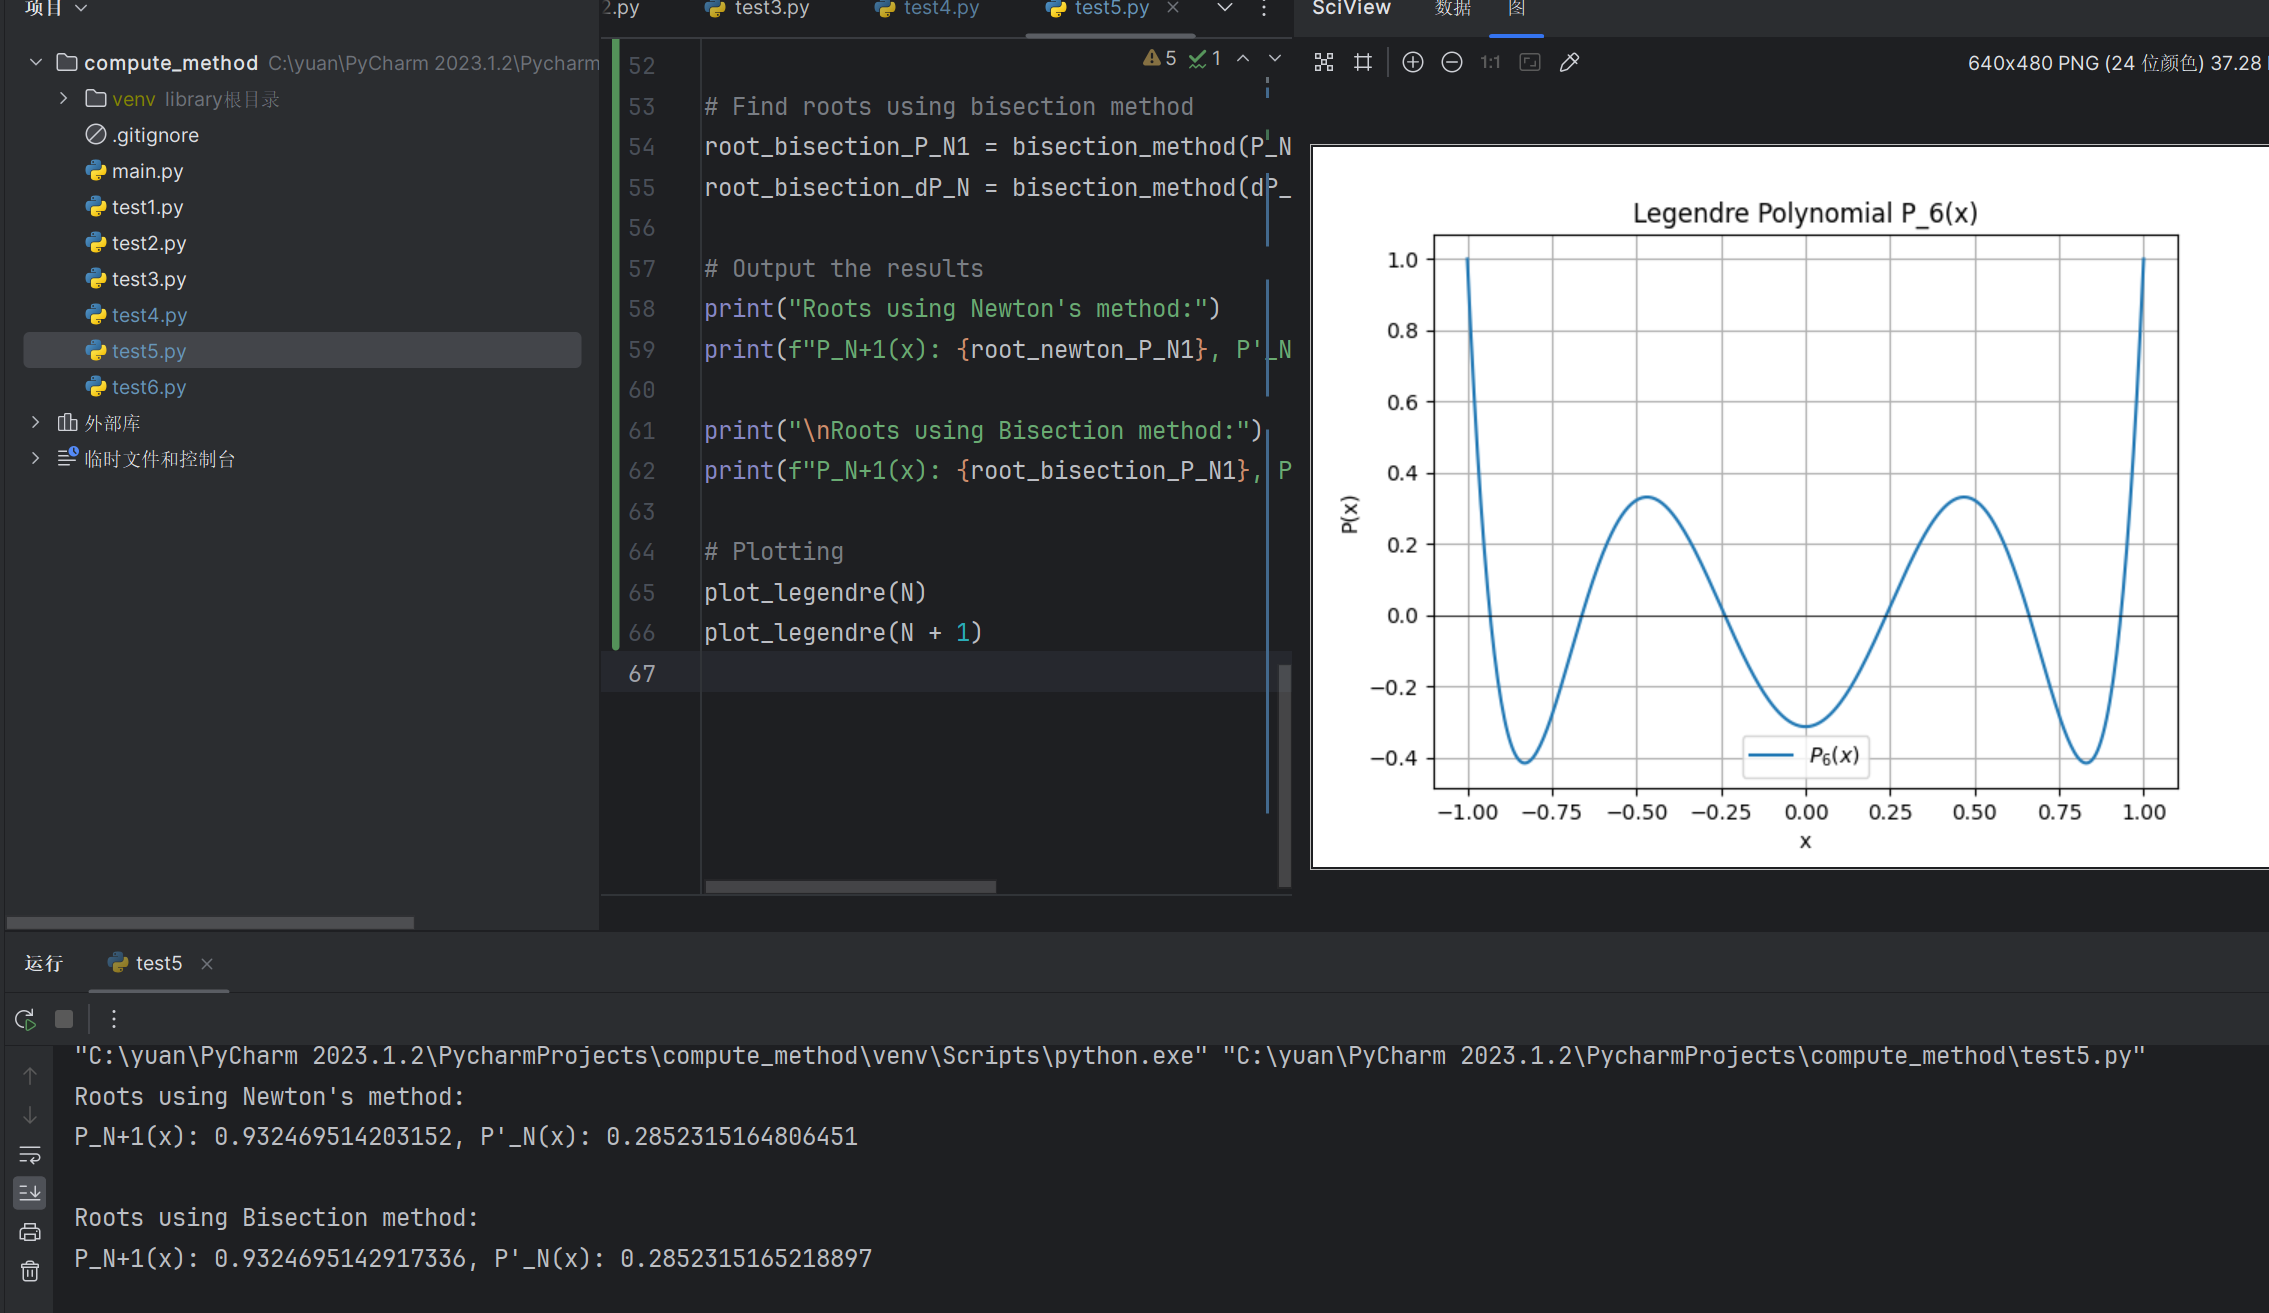 项目
compute_method C:\yuan\PyCharm 2023.1.2\Pycharm
venv library根目录
.gitignore
main.py
test1.py
test2.py
test3.py
test4.py
test5.py
test6.py
外部库
临时文件和控制台
2.py test3.py test4.py test5.py
5 1
52
53 # Find roots using bisection method
54 root_bisection_P_N1 = bisection_method(P_N
55 root_bisection_dP_N = bisection_method(dP_
56
57 # Output the results
58 print("Roots using Newton's method:")
59 print(f"P_N+1(x): {root_newton_P_N1}, P'_N
60
61 print("\nRoots using Bisection method:")
62 print(f"P_N+1(x): {root_bisection_P_N1}, P
63
64 # Plotting
65 plot_legendre(N)
66 plot_legendre(N + 1)
67
SciView 数据 图
1:1 640x480 PNG (24 位颜色) 37.28
Legendre Polynomial P_6(x)
1.0
0.8
0.6
0.4
0.2
0.0
−0.2
−0.4
P(x)
P₆(x)
−1.00 −0.75 −0.50 −0.25 0.00 0.25 0.50 0.75 1.00
x
运行 test5
"C:\yuan\PyCharm 2023.1.2\PycharmProjects\compute_method\venv\Scripts\python.exe" "C:\yuan\PyCharm 2023.1.2\PycharmProjects\compute_method\test5.py"
Roots using Newton's method:
P_N+1(x): 0.932469514203152, P'_N(x): 0.2852315164806451
Roots using Bisection method:
P_N+1(x): 0.9324695142917336, P'_N(x): 0.2852315165218897